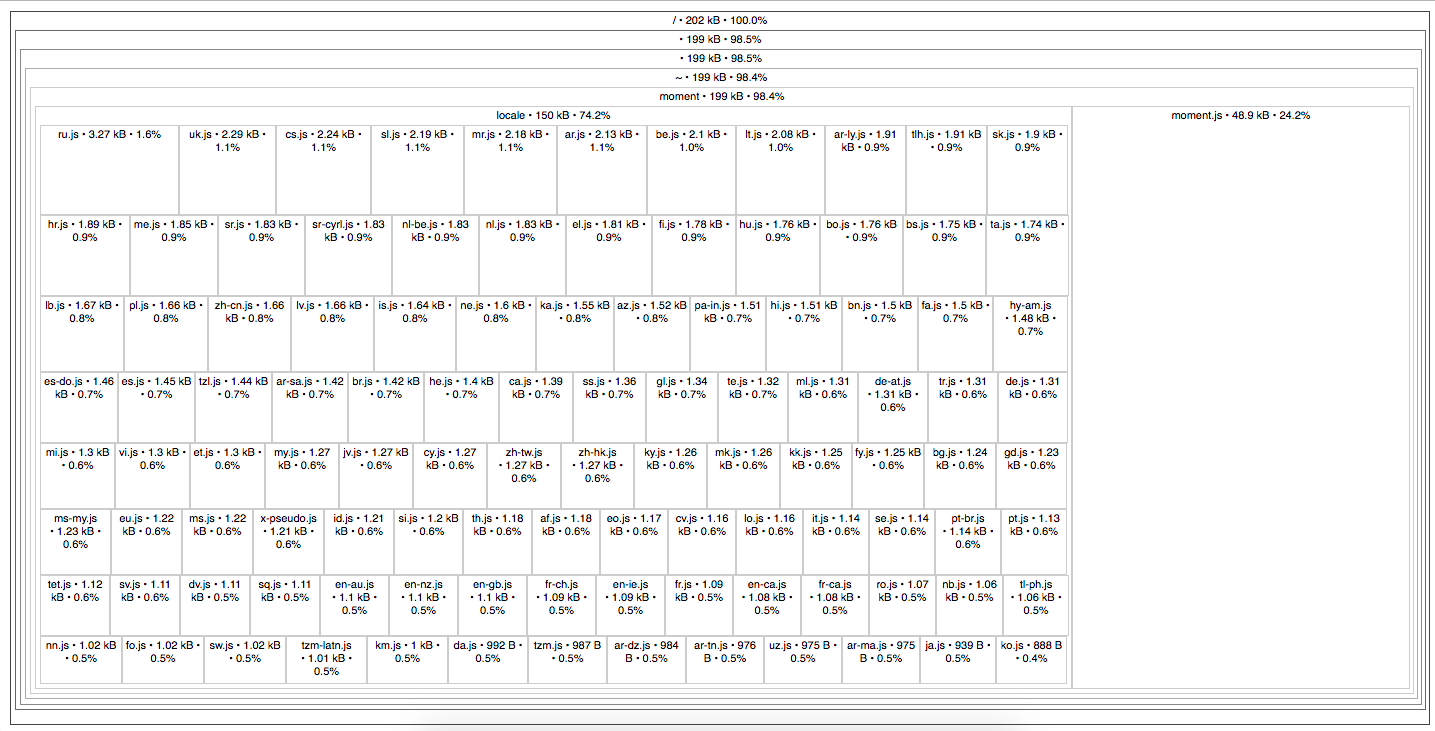 / • 202 kB • 100.0%
• 199 kB • 98.5%
• 199 kB • 98.5%
~ • 199 kB • 98.4%
moment • 199 kB • 98.4%
locale • 150 kB • 74.2%
moment.js • 48.9 kB • 24.2%
ru.js • 3.27 kB • 1.6%
uk.js • 2.29 kB •
1.1%
cs.js • 2.24 kB •
1.1%
sl.js • 2.19 kB •
1.1%
mr.js • 2.18 kB •
1.1%
ar.js • 2.13 kB •
1.1%
be.js • 2.1 kB •
1.0%
lt.js • 2.08 kB •
1.0%
ar-ly.js • 1.91
kB • 0.9%
tlh.js • 1.91 kB
• 0.9%
sk.js • 1.9 kB •
0.9%
hr.js • 1.89 kB •
0.9%
me.js • 1.85 kB •
0.9%
sr.js • 1.83 kB •
0.9%
sr-cyrl.js • 1.83
kB • 0.9%
nl-be.js • 1.83
kB • 0.9%
nl.js • 1.83 kB •
0.9%
el.js • 1.81 kB •
0.9%
fi.js • 1.78 kB •
0.9%
hu.js • 1.76 kB •
0.9%
bo.js • 1.76 kB
• 0.9%
bs.js • 1.75 kB •
0.9%
ta.js • 1.74 kB •
0.9%
lb.js • 1.67 kB •
0.8%
pl.js • 1.66 kB •
0.8%
zh-cn.js • 1.66
kB • 0.8%
lv.js • 1.66 kB •
0.8%
is.js • 1.64 kB •
0.8%
ne.js • 1.6 kB •
0.8%
ka.js • 1.55 kB
• 0.8%
az.js • 1.52 kB
• 0.8%
pa-in.js • 1.51
kB • 0.7%
hi.js • 1.51 kB
• 0.7%
bn.js • 1.5 kB
• 0.7%
fa.js • 1.5 kB •
0.7%
hy-am.js
• 1.48 kB •
0.7%
es-do.js • 1.46
kB • 0.7%
es.js • 1.45 kB
• 0.7%
tzl.js • 1.44 kB
• 0.7%
ar-sa.js • 1.42
kB • 0.7%
br.js • 1.42 kB
• 0.7%
he.js • 1.4 kB
• 0.7%
ca.js • 1.39
kB • 0.7%
ss.js • 1.36
kB • 0.7%
gl.js • 1.34
kB • 0.7%
te.js • 1.32
kB • 0.7%
ml.js • 1.31
kB • 0.6%
de-at.js
• 1.31 kB •
0.6%
tr.js • 1.31
kB • 0.6%
de.js • 1.31
kB • 0.6%
mi.js • 1.3 kB
• 0.6%
vi.js • 1.3 kB •
0.6%
et.js • 1.3 kB •
0.6%
my.js • 1.27
kB • 0.6%
jv.js • 1.27 kB
• 0.6%
cy.js • 1.27
kB • 0.6%
zh-tw.js
• 1.27 kB •
0.6%
zh-hk.js
• 1.27 kB •
0.6%
ky.js • 1.26
kB • 0.6%
mk.js • 1.26
kB • 0.6%
kk.js • 1.25
kB • 0.6%
fy.js • 1.25 kB
• 0.6%
bg.js • 1.24
kB • 0.6%
gd.js • 1.23
kB • 0.6%
ms-my.js
• 1.23 kB •
0.6%
eu.js • 1.22
kB • 0.6%
ms.js • 1.22
kB • 0.6%
x-pseudo.js
• 1.21 kB •
0.6%
id.js • 1.21
kB • 0.6%
si.js • 1.2 kB
• 0.6%
th.js • 1.18
kB • 0.6%
af.js • 1.18
kB • 0.6%
eo.js • 1.17
kB • 0.6%
cv.js • 1.16
kB • 0.6%
lo.js • 1.16
kB • 0.6%
it.js • 1.14
kB • 0.6%
se.js • 1.14
kB • 0.6%
pt-br.js
• 1.14 kB •
0.6%
pt.js • 1.13
kB • 0.6%
tet.js • 1.12
kB • 0.6%
sv.js • 1.11
kB • 0.6%
dv.js • 1.11
kB • 0.5%
sq.js • 1.11
kB • 0.5%
en-au.js
• 1.1 kB •
0.5%
en-nz.js
• 1.1 kB •
0.5%
en-gb.js
• 1.1 kB •
0.5%
fr-ch.js
• 1.09 kB •
0.5%
en-ie.js
• 1.09 kB •
0.5%
fr.js • 1.09
kB • 0.5%
en-ca.js
• 1.08 kB •
0.5%
fr-ca.js
• 1.08 kB •
0.5%
ro.js • 1.07
kB • 0.5%
nb.js • 1.06
kB • 0.5%
tl-ph.js
• 1.06 kB •
0.5%
nn.js • 1.02 kB
• 0.5%
fo.js • 1.02 kB •
0.5%
sw.js • 1.02 kB
• 0.5%
tzm-latn.js
• 1.01 kB •
0.5%
km.js • 1 kB •
0.5%
da.js • 992 B •
0.5%
tzm.js • 987 B
• 0.5%
ar-dz.js • 984
B • 0.5%
ar-tn.js • 976
B • 0.5%
uz.js • 975 B •
0.5%
ar-ma.js • 975
B • 0.5%
ja.js • 939 B •
0.5%
ko.js • 888 B
• 0.4%